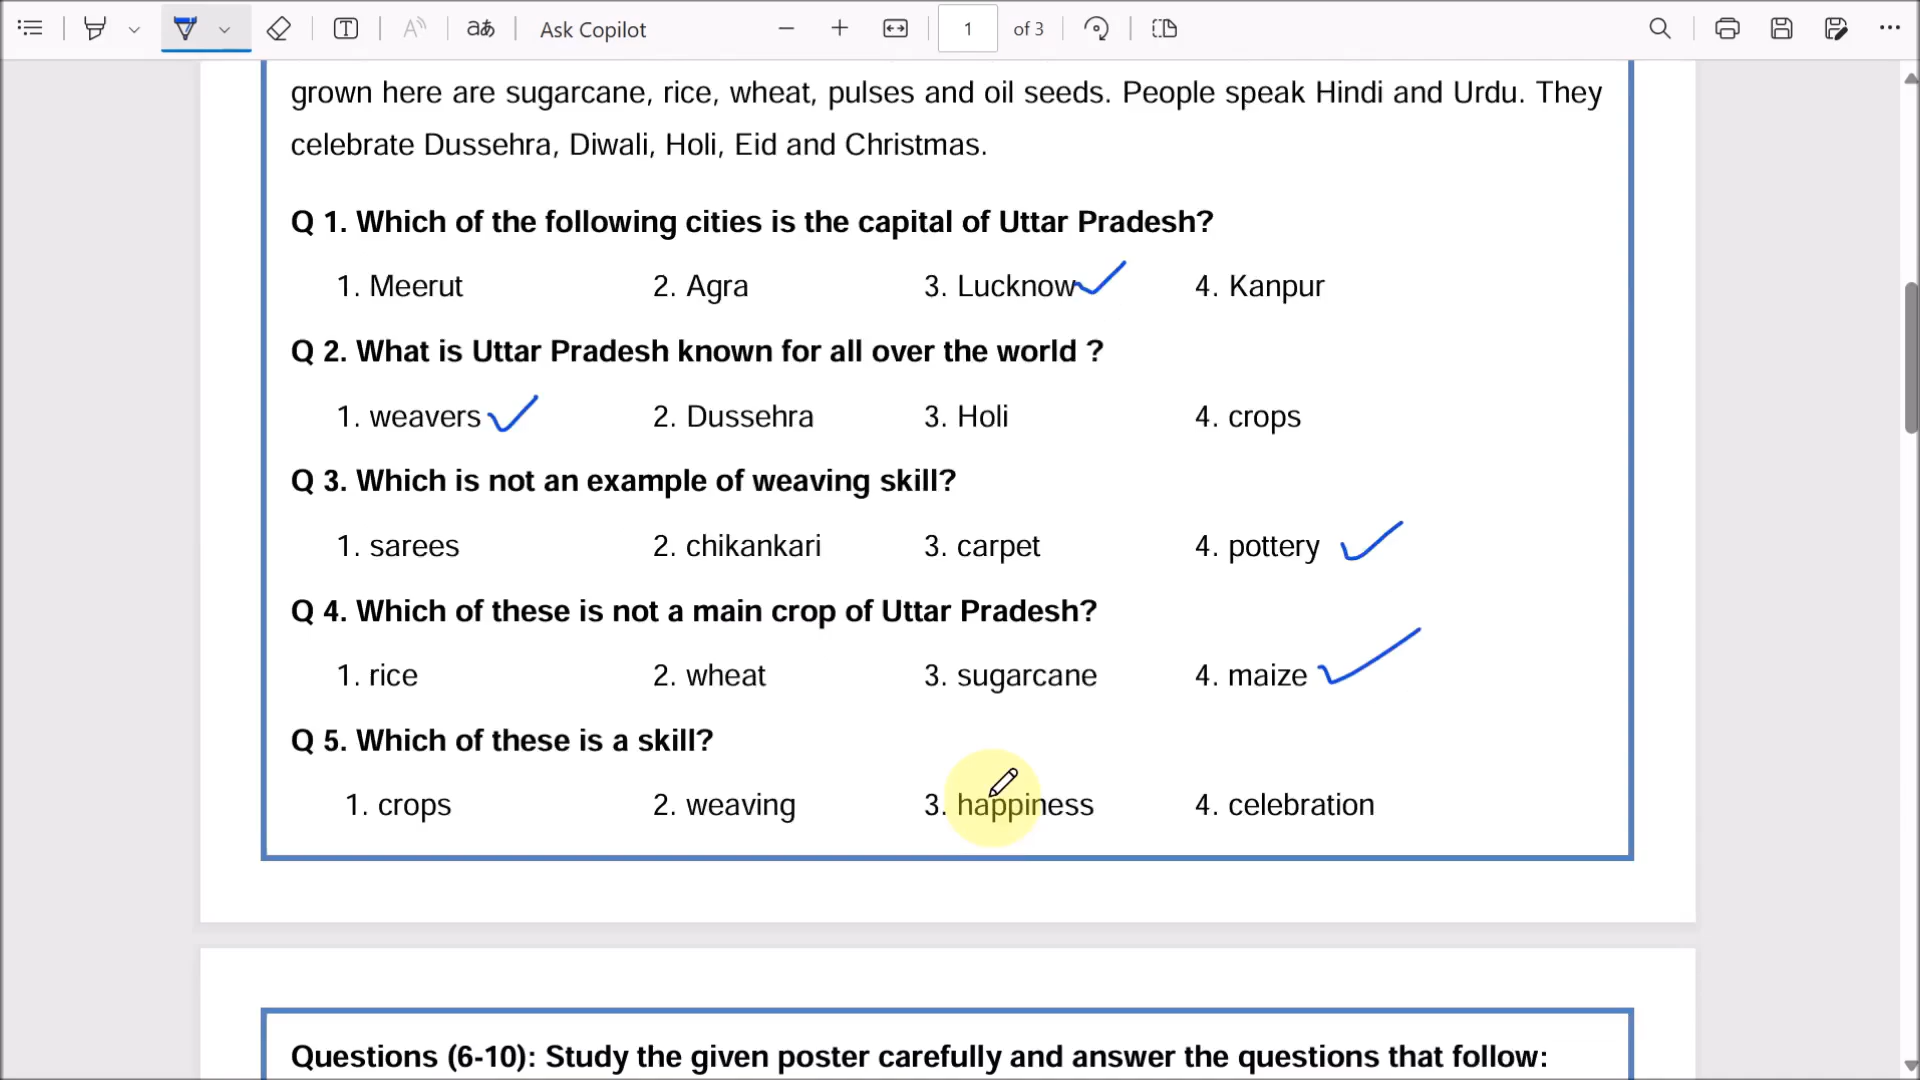 Ask Copilot 1 of 3
grown here are sugarcane, rice, wheat, pulses and oil seeds. People speak Hindi and Urdu. They
celebrate Dussehra, Diwali, Holi, Eid and Christmas.
Q 1. Which of the following cities is the capital of Uttar Pradesh?
1. Meerut 2. Agra 3. Lucknow 4. Kanpur
Q 2. What is Uttar Pradesh known for all over the world ?
1. weavers 2. Dussehra 3. Holi 4. crops
Q 3. Which is not an example of weaving skill?
1. sarees 2. chikankari 3. carpet 4. pottery
Q 4. Which of these is not a main crop of Uttar Pradesh?
1. rice 2. wheat 3. sugarcane 4. maize
Q 5. Which of these is a skill?
1. crops 2. weaving 3. happiness 4. celebration
Questions (6-10): Study the given poster carefully and answer the questions that follow: